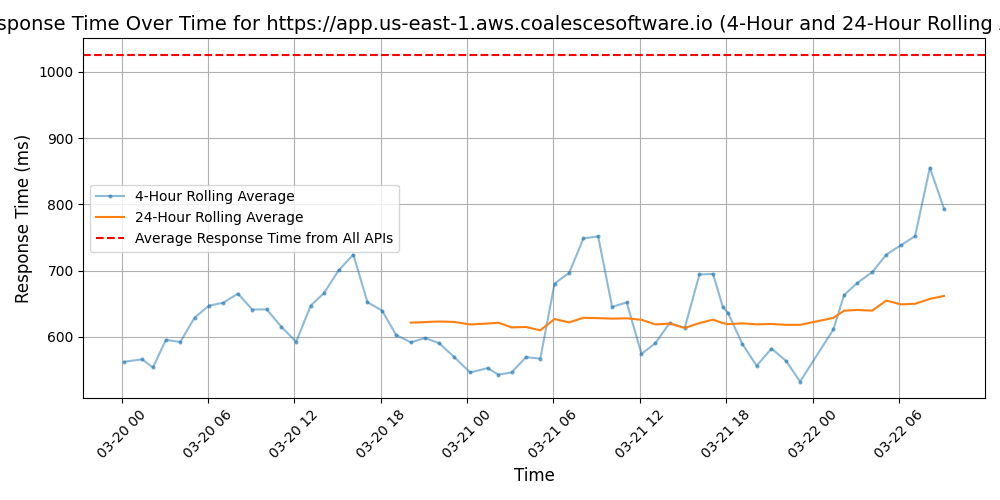 sponse Time Over Time for https://app.us-east-1.aws.coalescesoftware.io (4-Hour and 24-Hour Rolling
Response Time (ms)
1000
900
800
700
600
4-Hour Rolling Average
24-Hour Rolling Average
Average Response Time from All APIs
03-20 00
03-20 06
03-20 12
03-20 18
03-21 00
03-21 06
03-21 12
03-21 18
03-22 00
03-22 06
Time